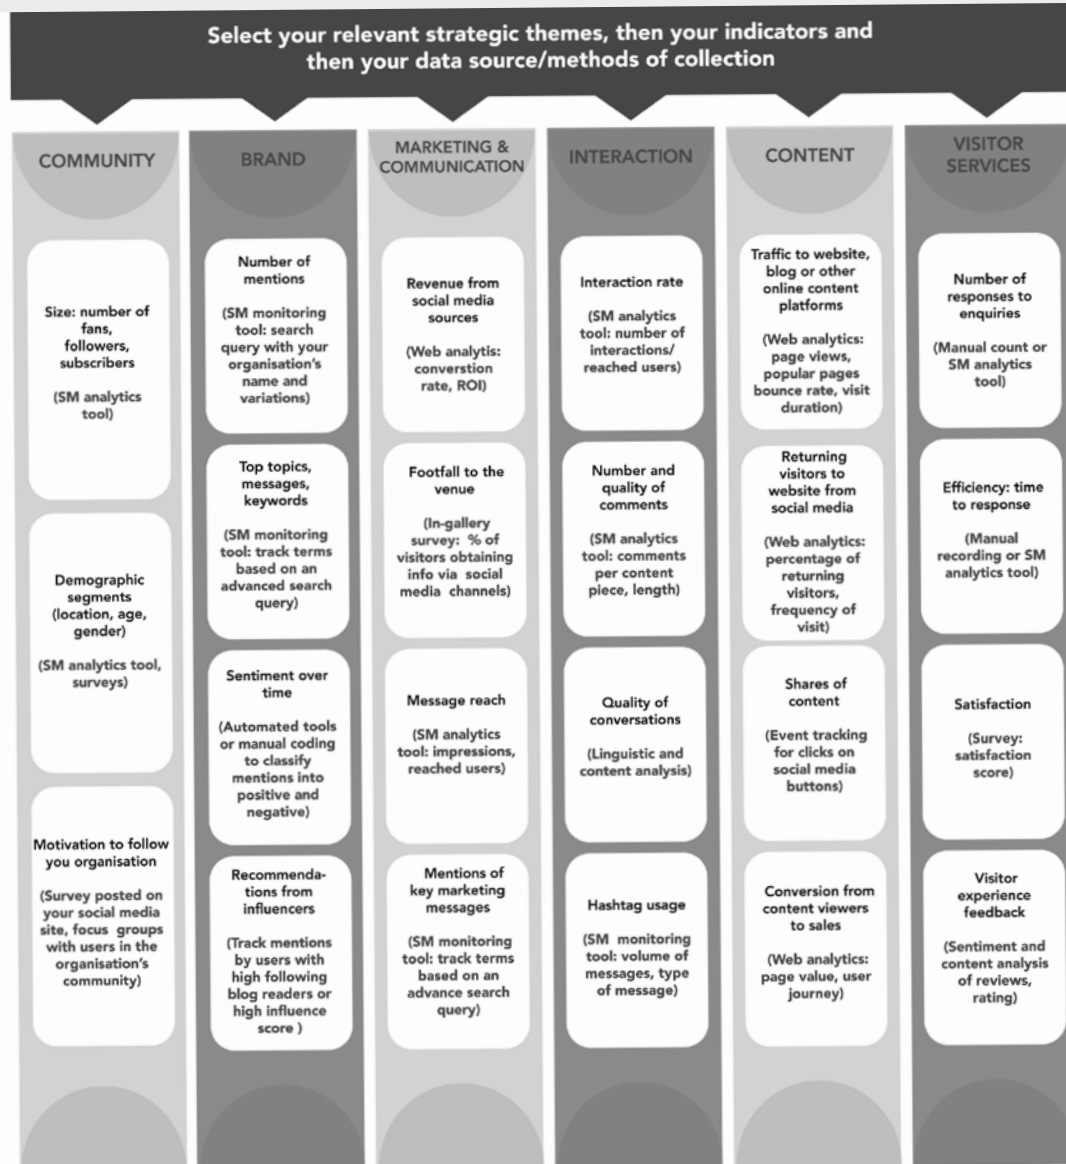 Select your relevant strategic themes, then your indicators and
then your data source/methods of collection
COMMUNITY
Size: number of
fans,
followers,
subscribers
(SM analytics
tool)
Demographic
segments
(location, age,
gender)
(SM analytics tool,
surveys)
Motivation to follow
you organisation
(Survey posted on
your social media
site, focus groups
with users in the
organisation's
community)
BRAND
Number of
mentions
(SM monitoring
tool: search
query with your
organisation's
name and
variations)
Top topics,
messages,
keywords
(SM monitoring
tool: track terms
based on an
advanced search
query)
Sentiment over
time
(Automated tools
or manual coding
to classify
mentions into
positive and
negative)
Recommenda-
tions from
influencers
(Track mentions
by users with
high following
blog readers or
high influence
score )
MARKETING &
COMMUNICATION
Revenue from
social media
sources
(Web analytis:
converstion
rate, ROI)
Footfall to the
venue
(In-gallery
survey: % of
visitors obtaining
info via social
media channels)
Message reach
(SM analytics
tool: impressions,
reached users)
Mentions of
key marketing
messages
(SM monitoring
tool: track terms
based on an
advance search
query)
INTERACTION
Interaction rate
(SM analytics
tool: number of
interactions/
reached users)
Number and
quality of
comments
(SM analytics
tool: comments
per content
piece, length)
Quality of
conversations
(Linguistic and
content analysis)
Hashtag usage
(SM monitoring
tool: volume of
messages, type
of message)
CONTENT
Traffic to website,
blog or other
online content
platforms
(Web analytics:
page views,
popular pages
bounce rate, visit
duration)
Returning
visitors to
website from
social media
(Web analytics:
percentage of
returning
visitors,
frequency of
visit)
Shares of
content
(Event tracking
for clicks on
social media
buttons)
Conversion from
content viewers
to sales
(Web analytics:
page value, user
journey)
VISITOR
SERVICES
Number of
responses to
enquiries
(Manual count or
SM analytics
tool)
Efficiency: time
to response
(Manual
recording or SM
analytics tool)
Satisfaction
(Survey:
satisfaction
score)
Visitor
experience
feedback
(Sentiment and
content analysis
of reviews,
rating)